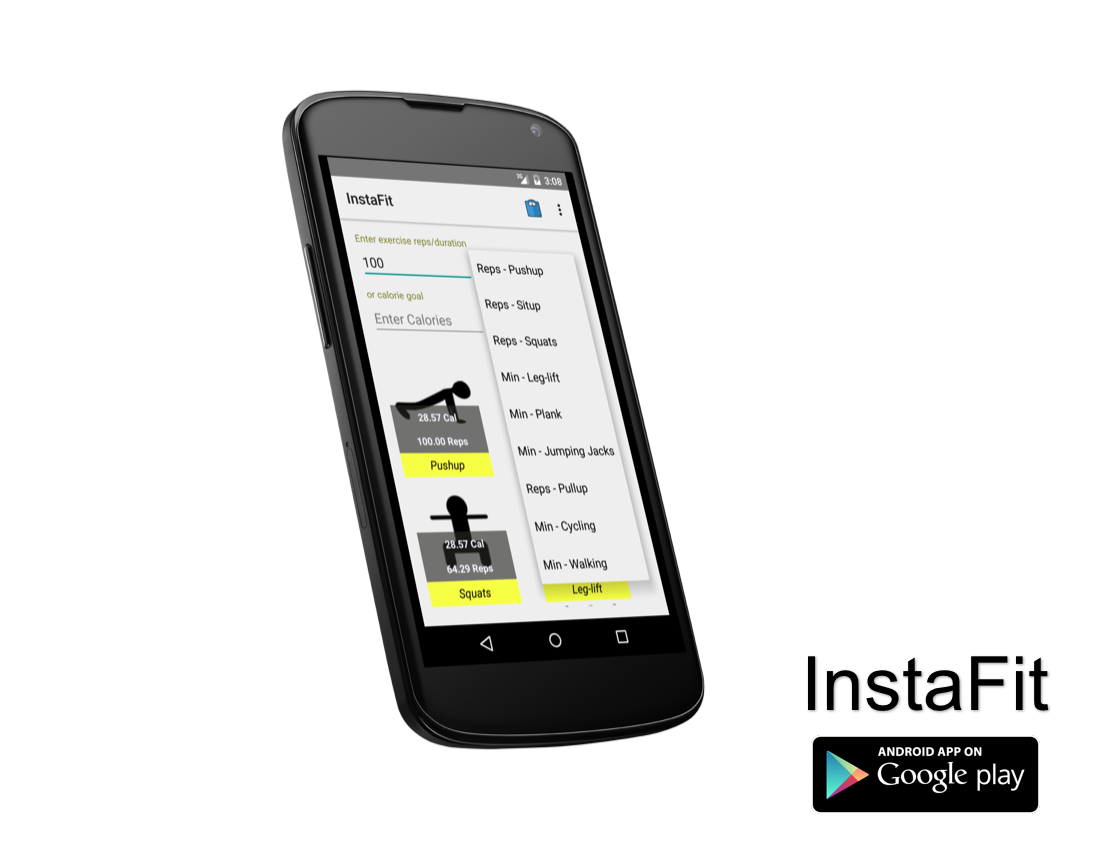 3G
3:08
InstaFit
Enter exercise reps/duration
100
or calorie goal
Enter Calories
Reps - Pushup
Reps - Situp
Reps - Squats
Min - Leg-lift
Min - Plank
Min - Jumping Jacks
Reps - Pullup
Min - Cycling
Min - Walking
28.57 Cal
100.00 Reps
Pushup
28.57 Cal
64.29 Reps
Squats
Leg-lift
InstaFit
ANDROID APP ON
Google play